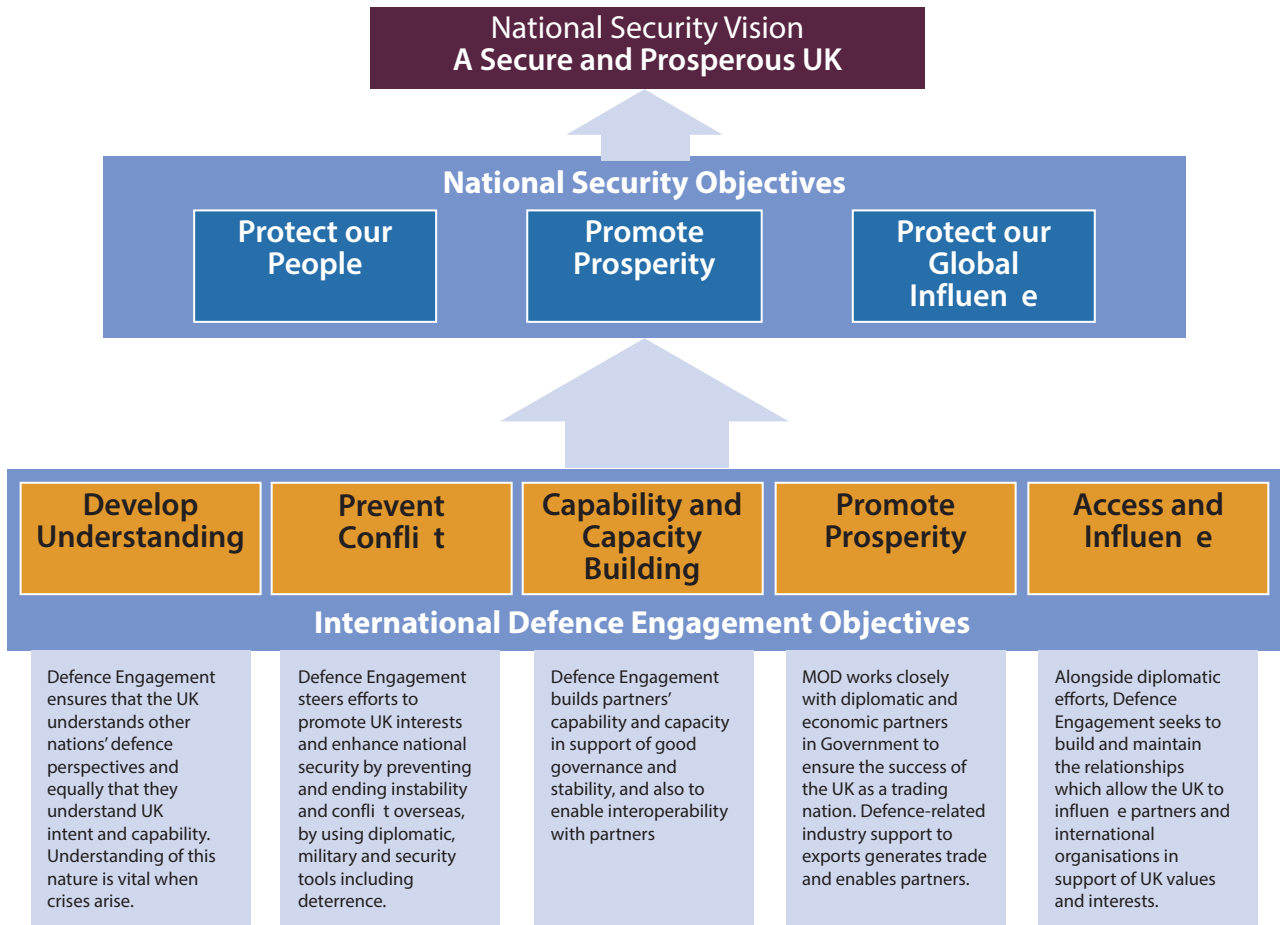 National Security Vision
A Secure and Prosperous UK
National Security Objectives
Protect our
People
Promote
Prosperity
Protect our
Global
Influen e
Develop
Understanding
Prevent
Confli t
Capability and
Capacity
Building
Promote
Prosperity
Access and
Influen e
International Defence Engagement Objectives
Defence Engagement
ensures that the UK
understands other
nations' defence
perspectives and
equally that they
understand UK
intent and capability.
Understanding of this
nature is vital when
crises arise.
Defence Engagement
steers efforts to
promote UK interests
and enhance national
security by preventing
and ending instability
and confli t overseas,
by using diplomatic,
military and security
tools including
deterrence.
Defence Engagement
builds partners'
capability and capacity
in support of good
governance and
stability, and also to
enable interoperability
with partners
MOD works closely
with diplomatic and
economic partners
in Government to
ensure the success of
the UK as a trading
nation. Defence-related
industry support to
exports generates trade
and enables partners.
Alongside diplomatic
efforts, Defence
Engagement seeks to
build and maintain
the relationships
which allow the UK to
influen e partners and
international
organisations in
support of UK values
and interests.